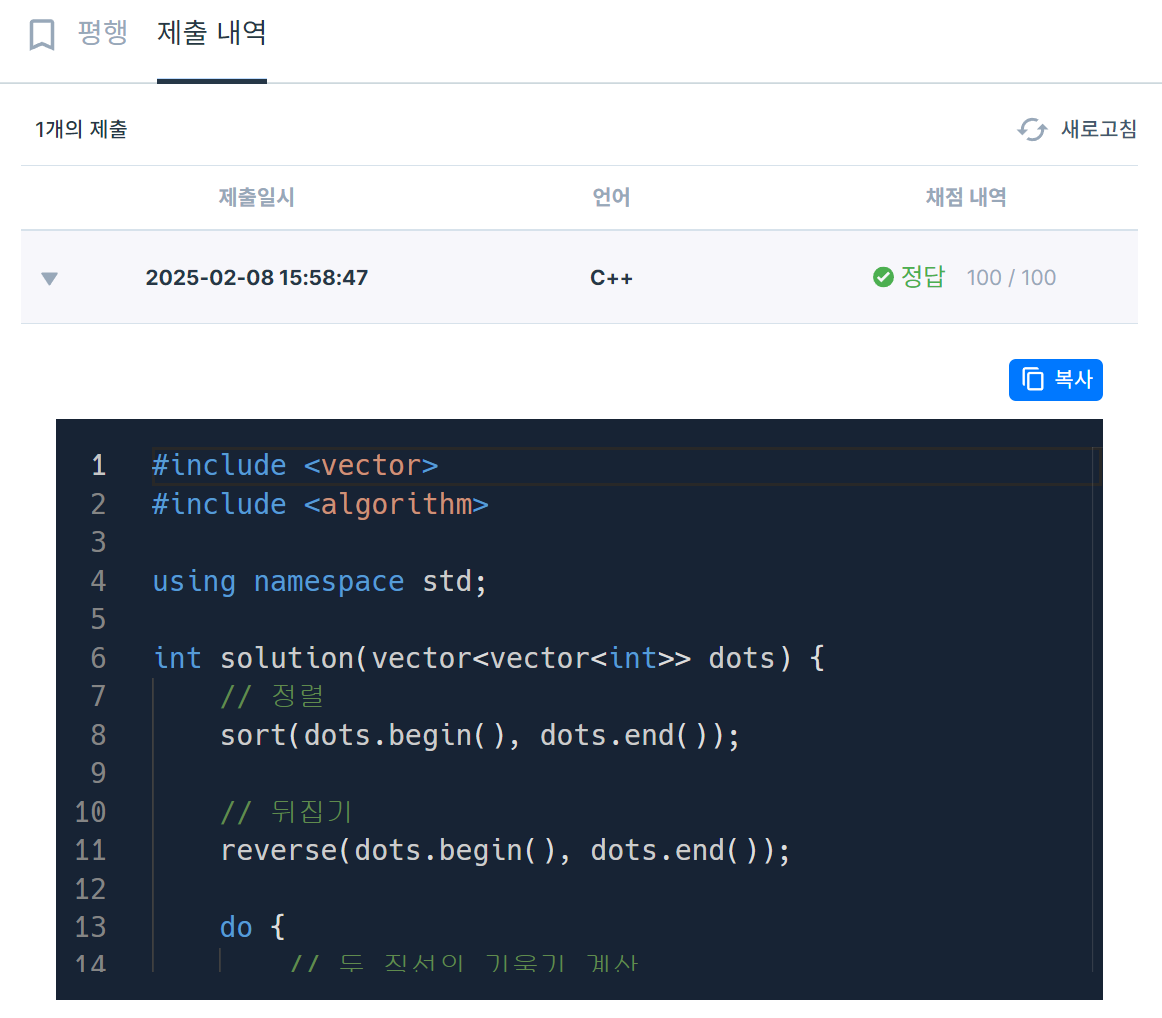 평행 제출 내역
1개의 제출 새로고침
제출일시 언어 채점 내역
2025-02-08 15:58:47 C++ 정답 100 / 100
복사
1 #include <vector>
2 #include <algorithm>
3
4 using namespace std;
5
6 int solution(vector<vector<int>> dots) {
7 // 정렬
8 sort(dots.begin(), dots.end());
9
10 // 뒤집기
11 reverse(dots.begin(), dots.end());
12
13 do {
14 // 두 직선의 기울기 계산